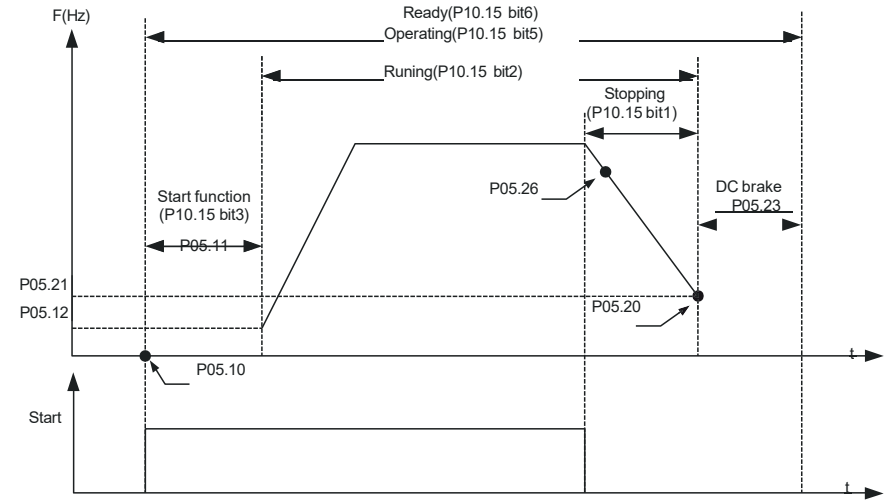 F(Hz)
Ready(P10.15 bit6)
Operating(P10.15 bit5)
Runing(P10.15 bit2)
Stopping
(P10.15 bit1)
P05.26
DC brake
P05.23
Start function
(P10.15 bit3)
P05.11
P05.21
P05.12
P05.20
t
P05.10
Start
t